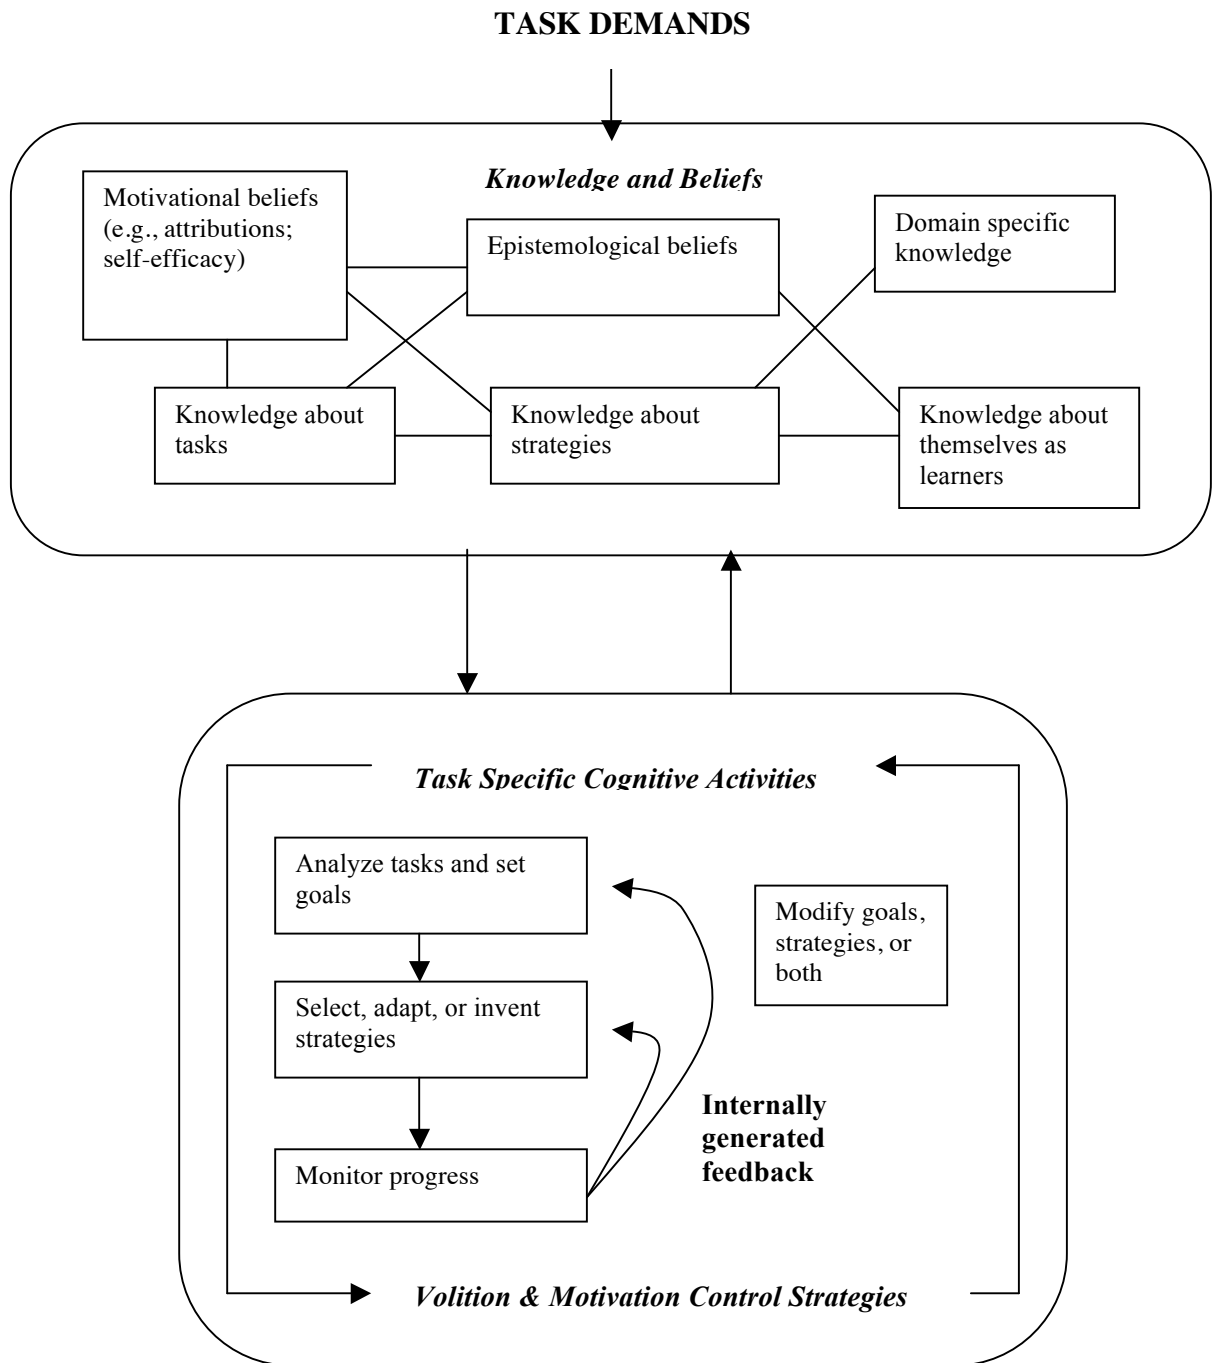 TASK DEMANDS
Knowledge and Beliefs
Motivational beliefs
(e.g., attributions;
self-efficacy)
Epistemological beliefs
Domain specific
knowledge
Knowledge about
tasks
Knowledge about
strategies
Knowledge about
themselves as
learners
Task Specific Cognitive Activities
Analyze tasks and set
goals
Modify goals,
strategies, or
both
Select, adapt, or invent
strategies
Internally
generated
feedback
Monitor progress
Volition & Motivation Control Strategies